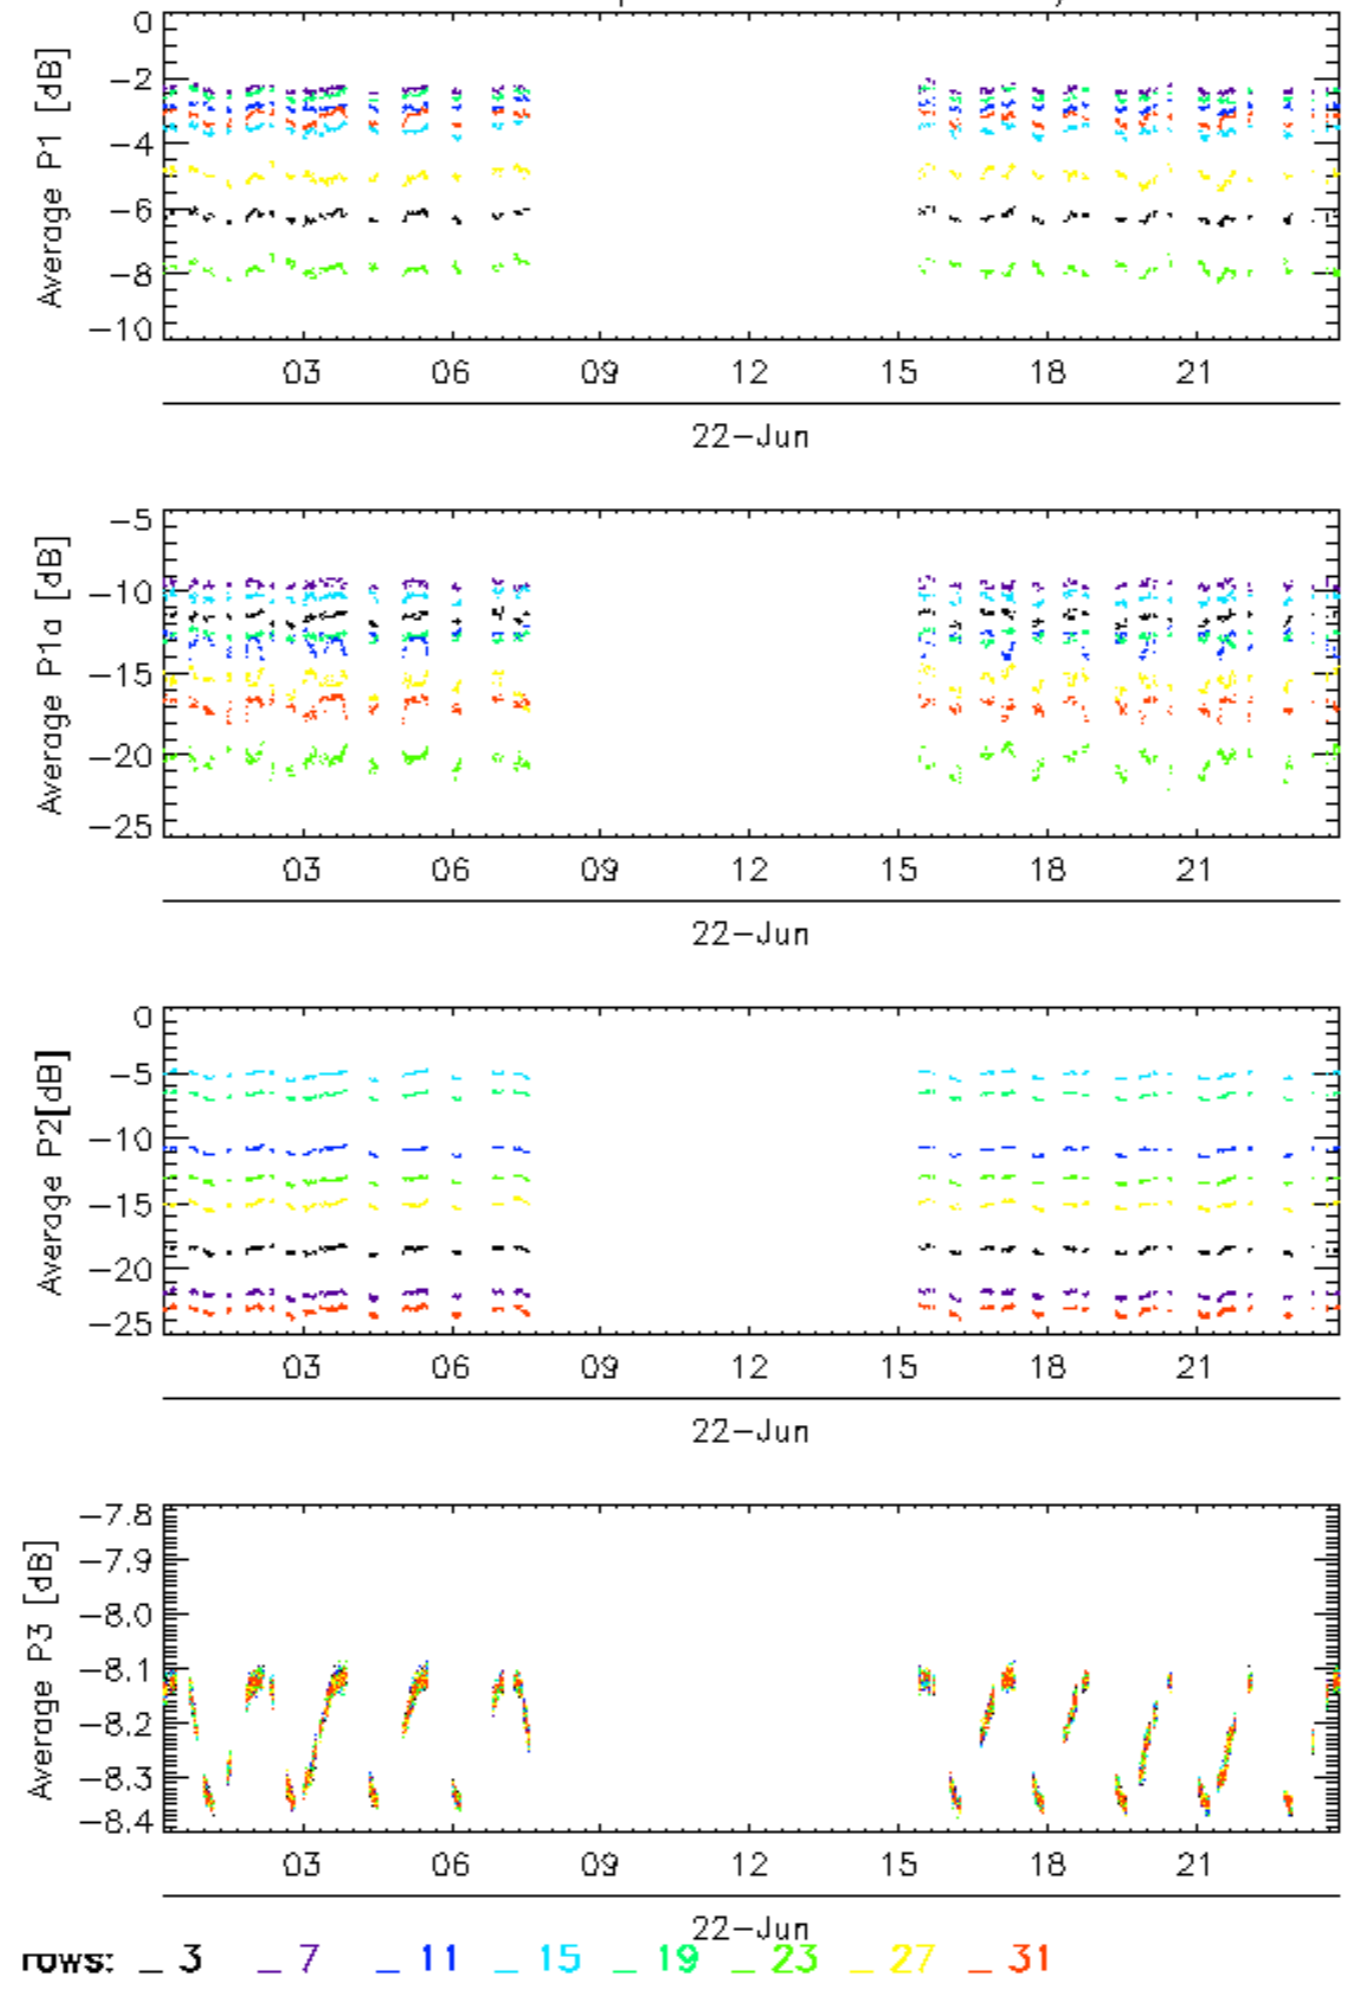 Average P1 [dB]
0
−2
−4
−6
−8
−10
03 06 09 12 15 18 21
22−Jun
Average P1a [dB]
−5
−10
−15
−20
−25
03 06 09 12 15 18 21
22−Jun
Average P2[dB]
0
−5
−10
−15
−20
−25
03 06 09 12 15 18 21
22−Jun
Average P3 [dB]
−7.8
−7.9
−8.0
−8.1
−8.2
−8.3
−8.4
03 06 09 12 15 18 21
22−Jun
rows: _ 3 _ 7 _ 11 _ 15 _ 19 _ 23 _ 27 _ 31